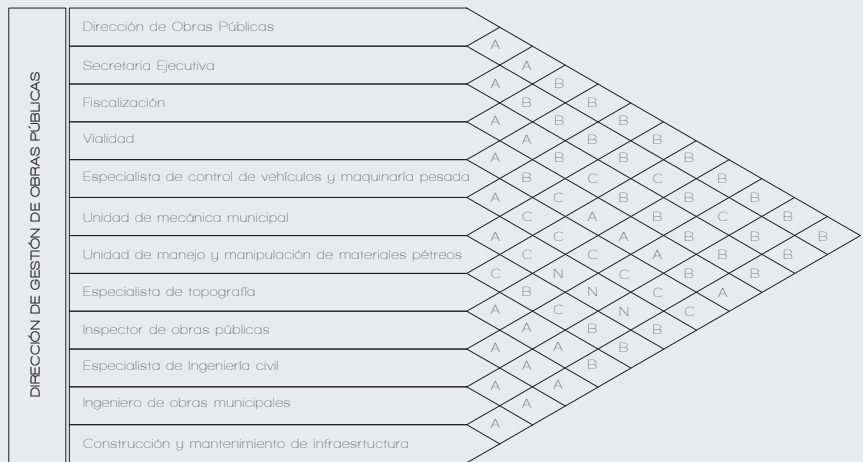 DIRECCIÓN DE GESTIÓN DE OBRAS PÚBLICAS
Dirección de Obras Públicas
A
Secretaria Ejecutiva A
A B
Fiscalización B B
A B B
Vialidad A B B
A B B B
Especialista de control de vehículos y maquinaría pesada B C C B
A C B B B
Unidad de mecánica municipal C A B C B
A C A B B B
Unidad de manejo y manipulación de materiales pétreos C C A B B
C N C B B
Especialista de topografía B N C A
A C N C
Inspector de obras públicas A B B
A A B
Especialista de Ingeniería civil A B
A A
Ingeniero de obras municipales A
A
Construcción y mantenimiento de infraesrtuctura